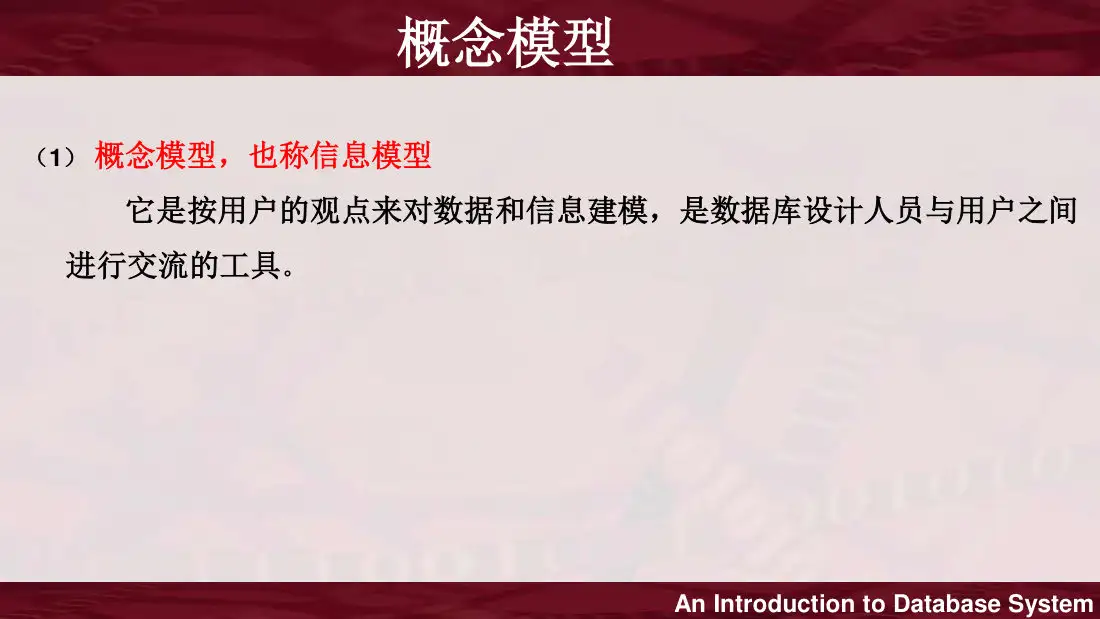 概念模型
（1） 概念模型，也称信息模型
它是按用户的观点来对数据和信息建模，是数据库设计人员与用户之间
进行交流的工具。
An Introduction to Database System